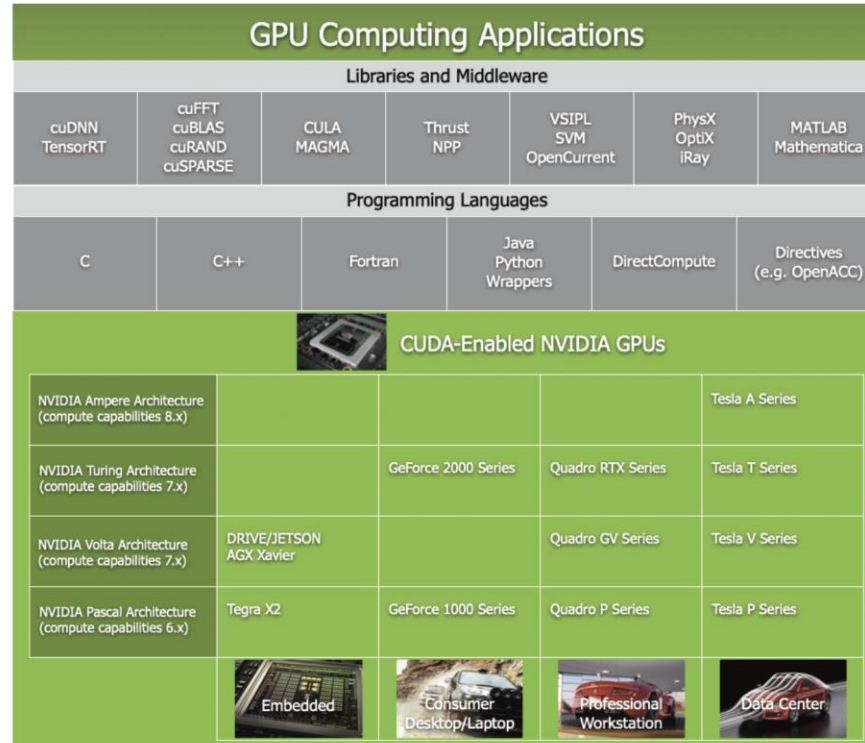 GPU Computing Applications
Libraries and Middleware
cuDNN
TensorRT
cuFFT
cuBLAS
cuRAND
cuSPARSE
CULA
MAGMA
Thrust
NPP
VSIPL
SVM
OpenCurrent
PhysX
OptiX
iRay
MATLAB
Mathematica
Programming Languages
C
C++
Fortran
Java
Python
Wrappers
DirectCompute
Directives
(e.g. OpenACC)
CUDA-Enabled NVIDIA GPUs
NVIDIA Ampere Architecture
(compute capabilities 8.x)
Tesla A Series
NVIDIA Turing Architecture
(compute capabilities 7.x)
GeForce 2000 Series
Quadro RTX Series
Tesla T Series
NVIDIA Volta Architecture
(compute capabilities 7.x)
DRIVE/JETSON
AGX Xavier
Quadro GV Series
Tesla V Series
NVIDIA Pascal Architecture
(compute capabilities 6.x)
Tegra X2
GeForce 1000 Series
Quadro P Series
Tesla P Series
Embedded
Consumer
Desktop/Laptop
Professional
Workstation
Data Center